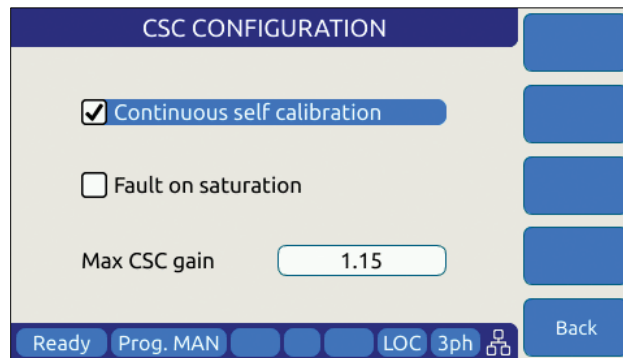 CSC CONFIGURATION
Continuous self calibration
Fault on saturation
Max CSC gain 1.15
Back
Ready Prog. MAN LOC 3ph